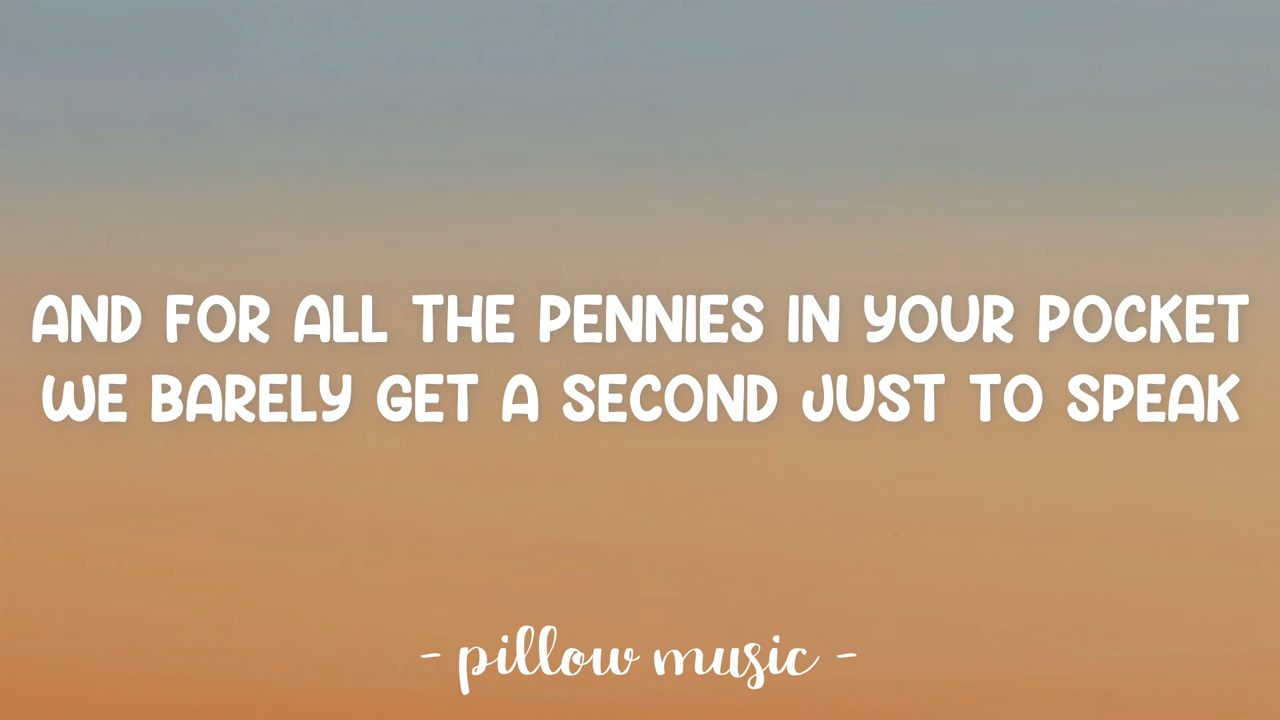 AND FOR ALL THE PENNIES IN YOUR POCKET
WE BARELY GET A SECOND JUST TO SPEAK
- pillow music -